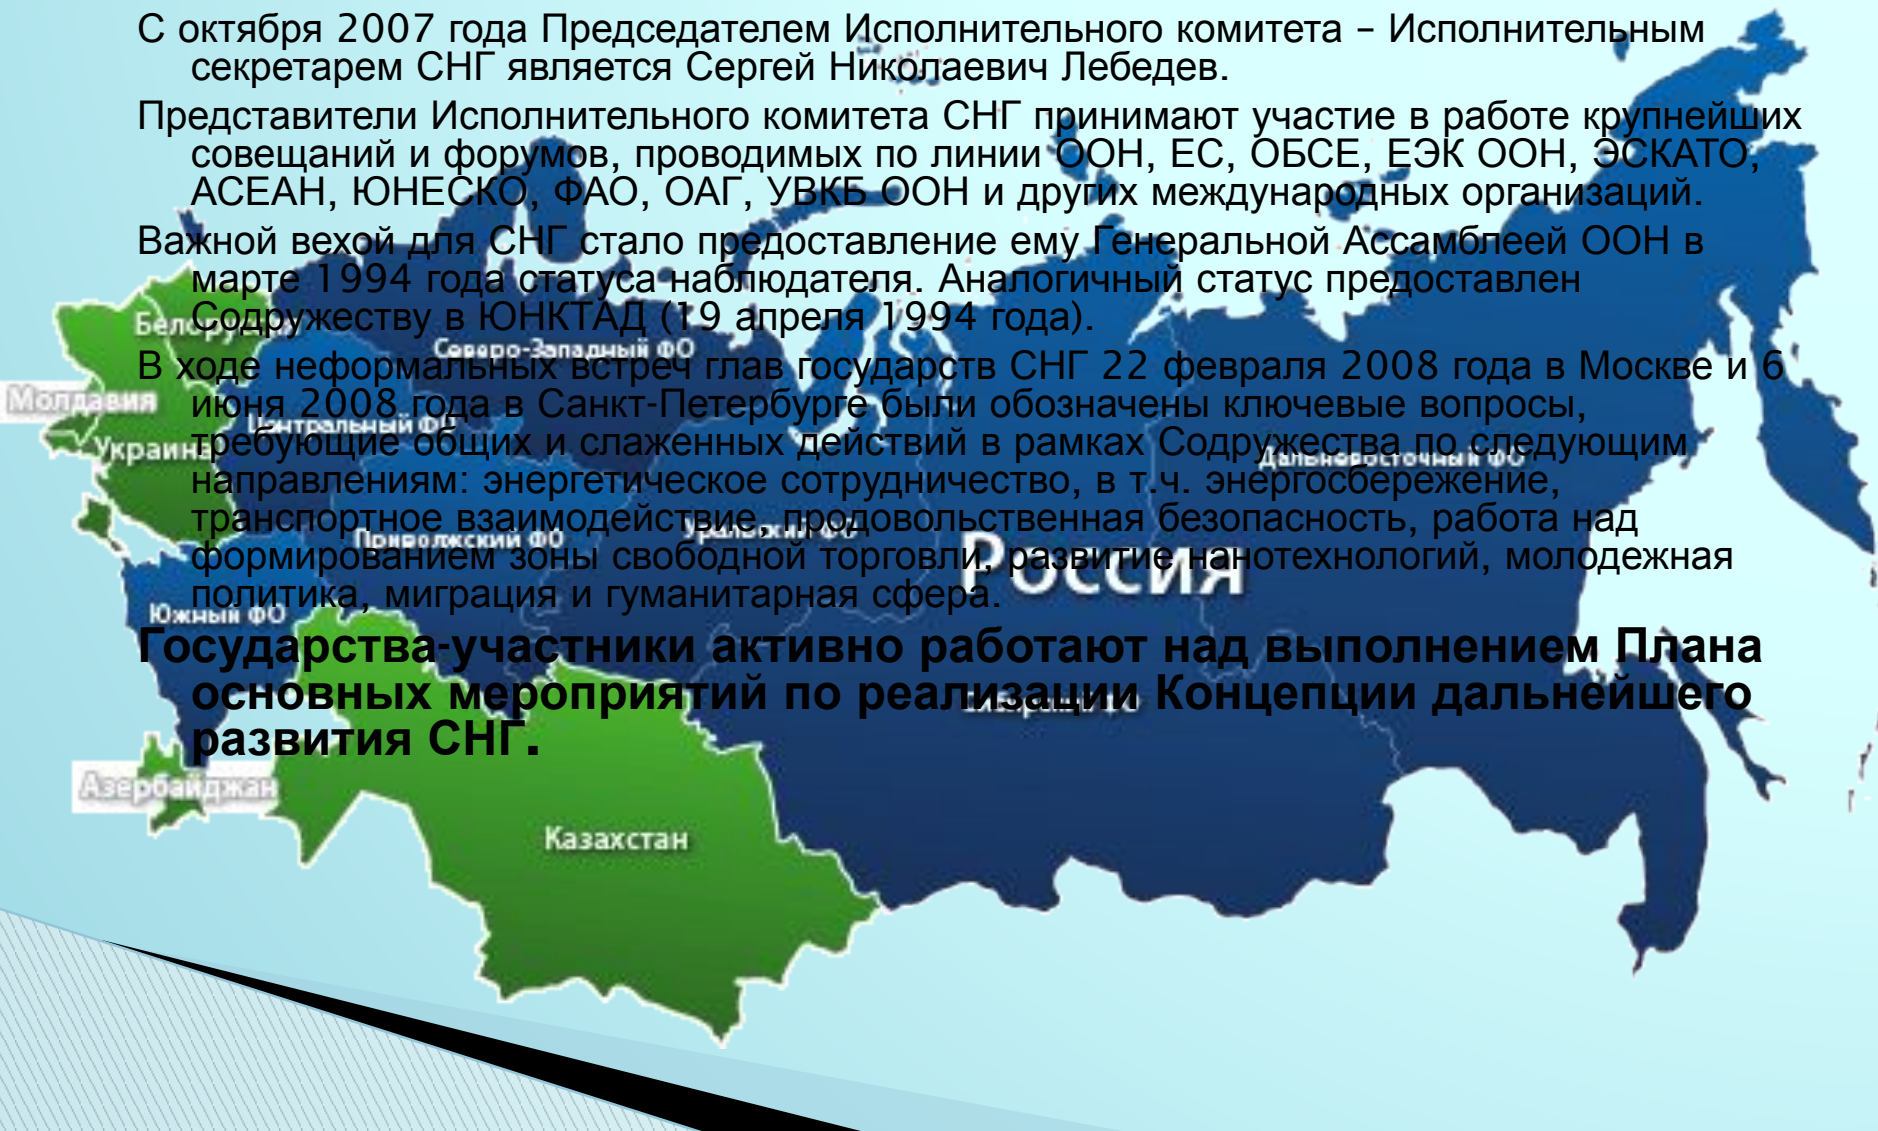 С октября 2007 года Председателем Исполнительного комитета – Исполнительным
секретарем СНГ является Сергей Николаевич Лебедев.
Представители Исполнительного комитета СНГ принимают участие в работе крупнейших
совещаний и форумов, проводимых по линии ООН, ЕС, ОБСЕ, ЕЭК ООН, ЭСКАТО,
АСЕАН, ЮНЕСКО, ФАО, ОАГ, УВКБ ООН и других международных организаций.
Важной вехой для СНГ стало предоставление ему Генеральной Ассамблеей ООН в
марте 1994 года статуса наблюдателя. Аналогичный статус предоставлен
Содружеству в ЮНКТАД (19 апреля 1994 года).
В ходе неформальных встреч глав государств СНГ 22 февраля 2008 года в Москве и 6
июня 2008 года в Санкт-Петербурге были обозначены ключевые вопросы,
требующие общих и слаженных действий в рамках Содружества по следующим
направлениям: энергетическое сотрудничество, в т.ч. энергосбережение,
транспортное взаимодействие, продовольственная безопасность, работа над
формированием зоны свободной торговли, развитие нанотехнологий, молодежная
политика, миграция и гуманитарная сфера.
Государства-участники активно работают над выполнением Плана
основных мероприятий по реализации Концепции дальнейшего
развития СНГ.
Северо-Западный ФО
Молдавия
Центральный ФО
Украина
Дальневосточный ФО
Приволжский ФО
Уральский ФО
Россия
Южный ФО
Азербайджан
Казахстан